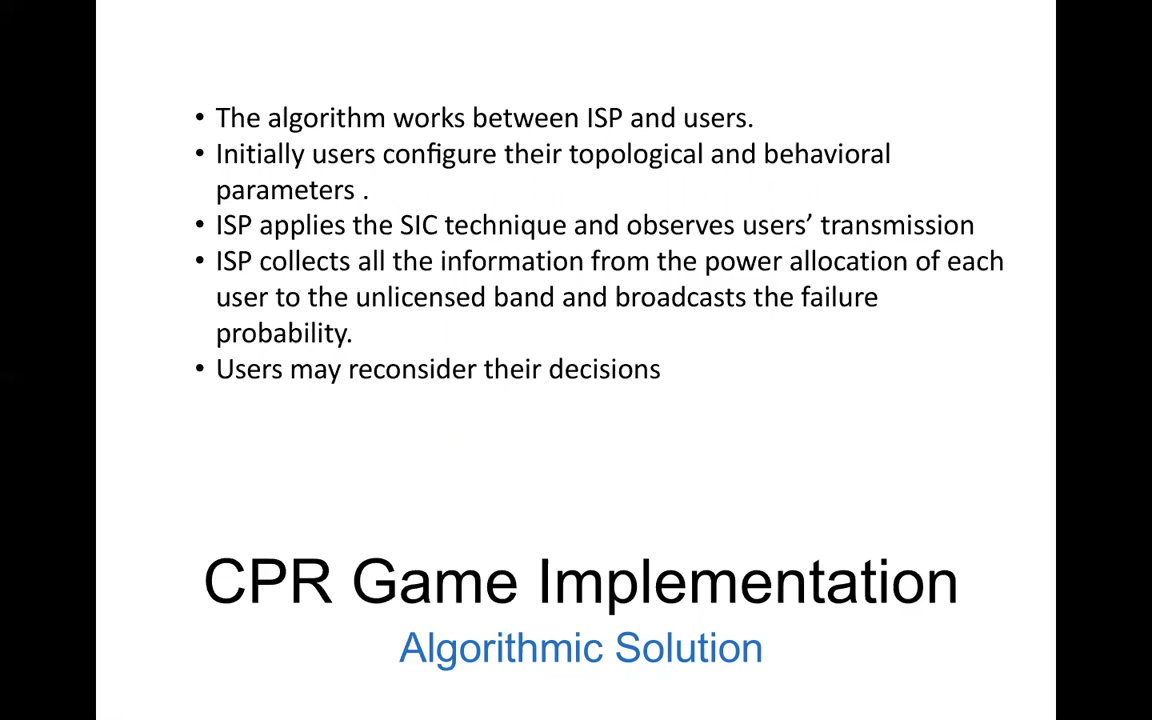 • The algorithm works between ISP and users.
• Initially users configure their topological and behavioral
parameters .
• ISP applies the SIC technique and observes users’ transmission
• ISP collects all the information from the power allocation of each
user to the unlicensed band and broadcasts the failure
probability.
• Users may reconsider their decisions
CPR Game Implementation
Algorithmic Solution